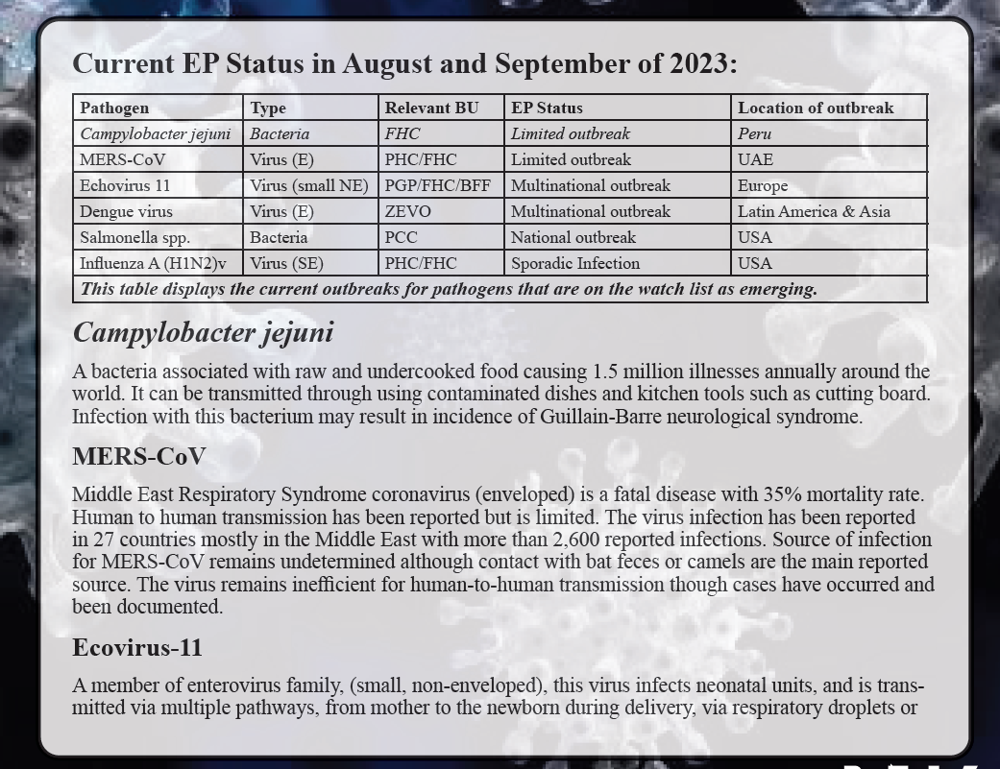 Current EP Status in August and September of 2023:
Pathogen Type Relevant BU EP Status Location of outbreak
Campylobacter jejuni Bacteria FHC Limited outbreak Peru
MERS-CoV Virus (E) PHC/FHC Limited outbreak UAE
Echovirus 11 Virus (small NE) PGP/FHC/BFF Multinational outbreak Europe
Dengue virus Virus (E) ZEVO Multinational outbreak Latin America & Asia
Salmonella spp. Bacteria PCC National outbreak USA
Influenza A (H1N2)v Virus (SE) PHC/FHC Sporadic Infection USA
This table displays the current outbreaks for pathogens that are on the watch list as emerging.
Campylobacter jejuni
A bacteria associated with raw and undercooked food causing 1.5 million illnesses annually around the
world. It can be transmitted through using contaminated dishes and kitchen tools such as cutting board.
Infection with this bacterium may result in incidence of Guillain-Barre neurological syndrome.
MERS-CoV
Middle East Respiratory Syndrome coronavirus (enveloped) is a fatal disease with 35% mortality rate.
Human to human transmission has been reported but is limited. The virus infection has been reported
in 27 countries mostly in the Middle East with more than 2,600 reported infections. Source of infection
for MERS-CoV remains undetermined although contact with bat feces or camels are the main reported
source. The virus remains inefficient for human-to-human transmission though cases have occurred and
been documented.
Ecovirus-11
A member of enterovirus family, (small, non-enveloped), this virus infects neonatal units, and is trans-
mitted via multiple pathways, from mother to the newborn during delivery, via respiratory droplets or